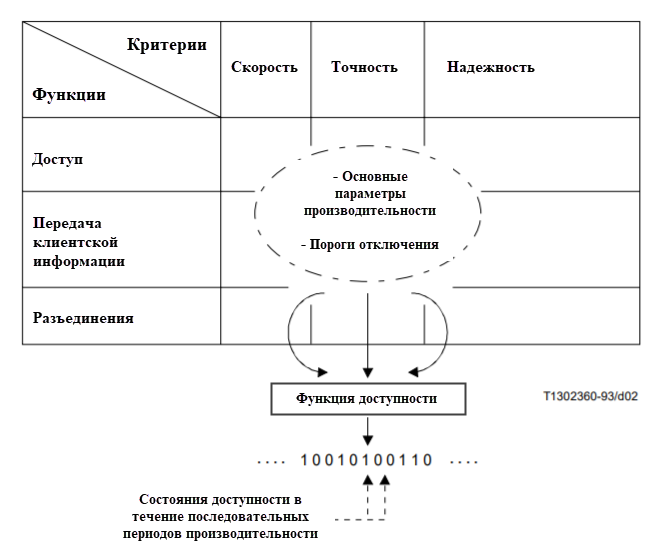 Критерии
Функции
Скорость
Точность
Надежность
Доступ
- Основные
параметры
производительности
- Пороги отключения
Передача
клиентской
информации
Разъединения
Функция доступности
T1302360-93/d02
.... 10010100110 ....
Состояния доступности в
течение последовательных
периодов производительности